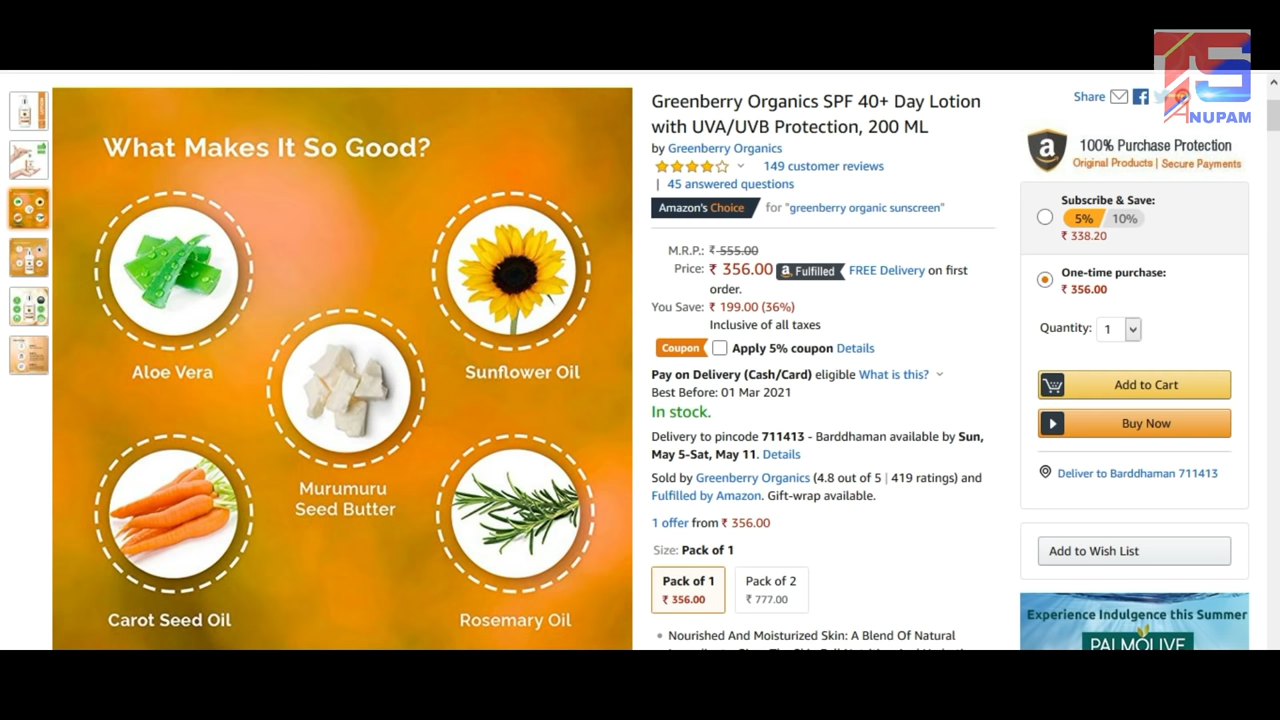 What Makes It So Good?
Aloe Vera
Sunflower Oil
Murumuru
Seed Butter
Carot Seed Oil
Rosemary Oil
Greenberry Organics SPF 40+ Day Lotion
with UVA/UVB Protection, 200 ML
by Greenberry Organics
149 customer reviews
| 45 answered questions
Amazon's Choice for "greenberry organic sunscreen"
M.R.P.: ₹ 555.00
Price: ₹ 356.00 a Fulfilled FREE Delivery on first
order.
You Save: ₹ 199.00 (36%)
Inclusive of all taxes
Coupon Apply 5% coupon Details
Pay on Delivery (Cash/Card) eligible What is this?
Best Before: 01 Mar 2021
In stock.
Delivery to pincode 711413 - Barddhaman available by Sun,
May 5-Sat, May 11. Details
Sold by Greenberry Organics (4.8 out of 5 | 419 ratings) and
Fulfilled by Amazon. Gift-wrap available.
1 offer from ₹ 356.00
Size: Pack of 1
Pack of 1
₹ 356.00
Pack of 2
₹ 777.00
Nourished And Moisturized Skin: A Blend Of Natural
Share
ANUPAM
a 100% Purchase Protection
Original Products | Secure Payments
Subscribe & Save:
5% 10%
₹ 338.20
One-time purchase:
₹ 356.00
Quantity: 1
Add to Cart
Buy Now
Deliver to Barddhaman 711413
Add to Wish List
Experience Indulgence this Summer
PALMOLIVE